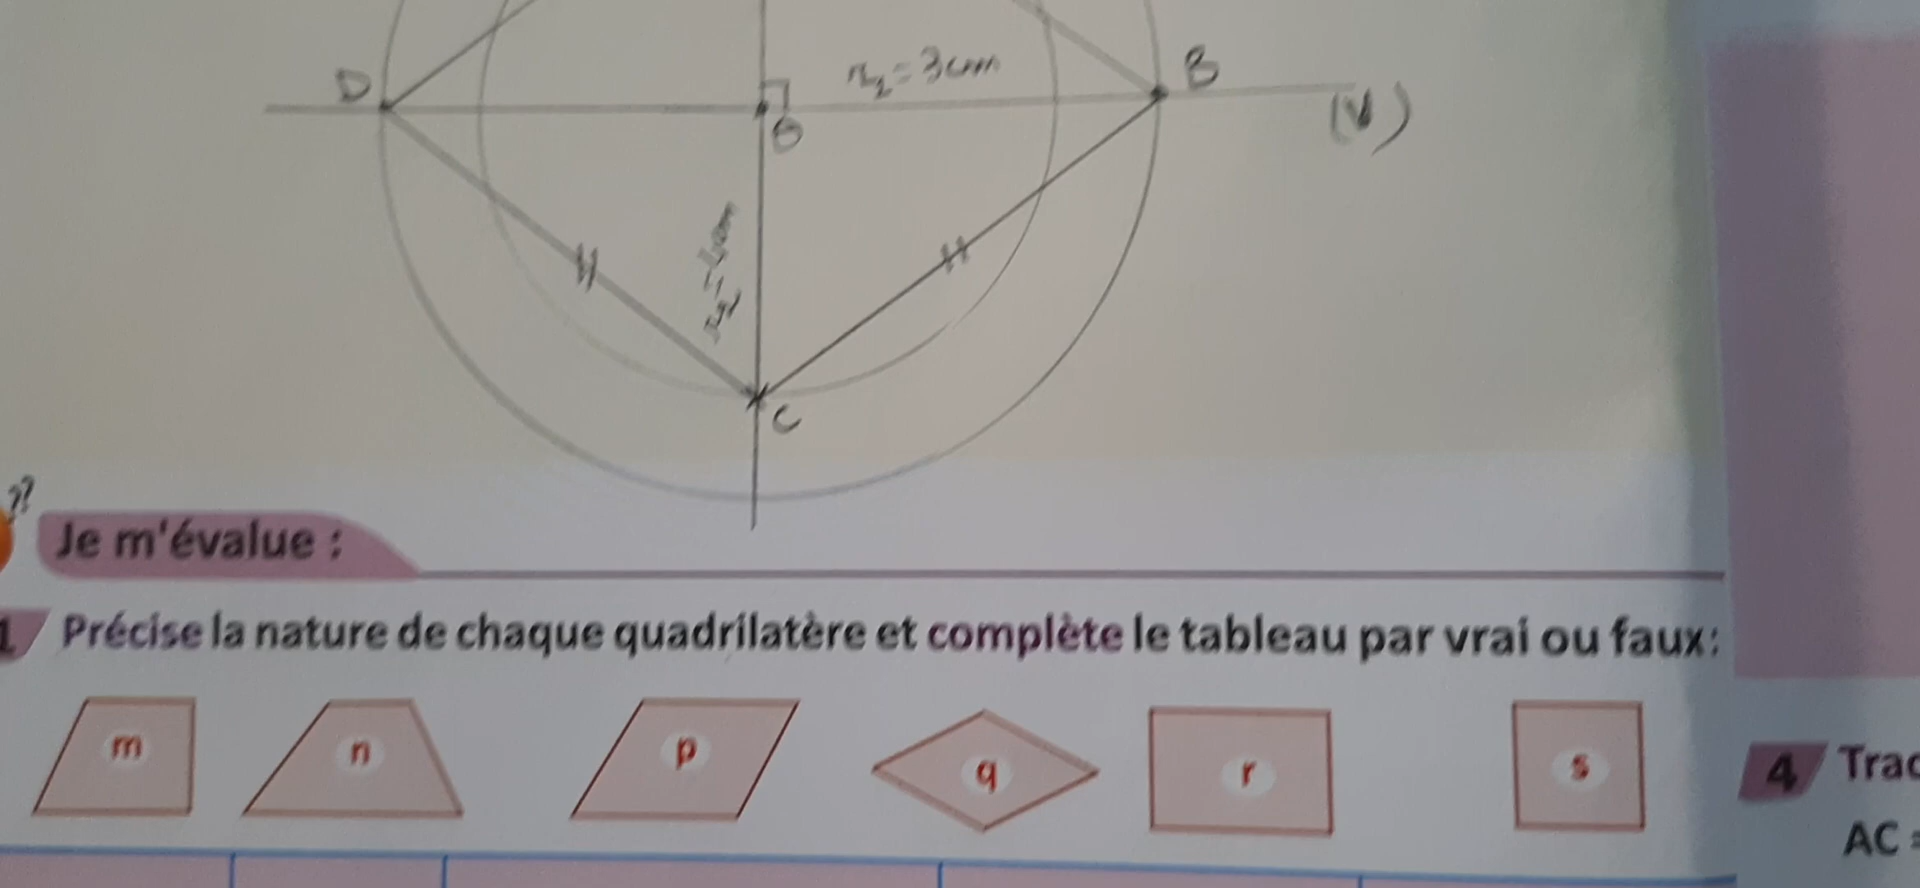 D
B
r₂ = 3cm
(V)
C
??
Je m'évalue :
1 Précise la nature de chaque quadrilatère et complète le tableau par vrai ou faux:
m n p q r s
4 Trac
AC =